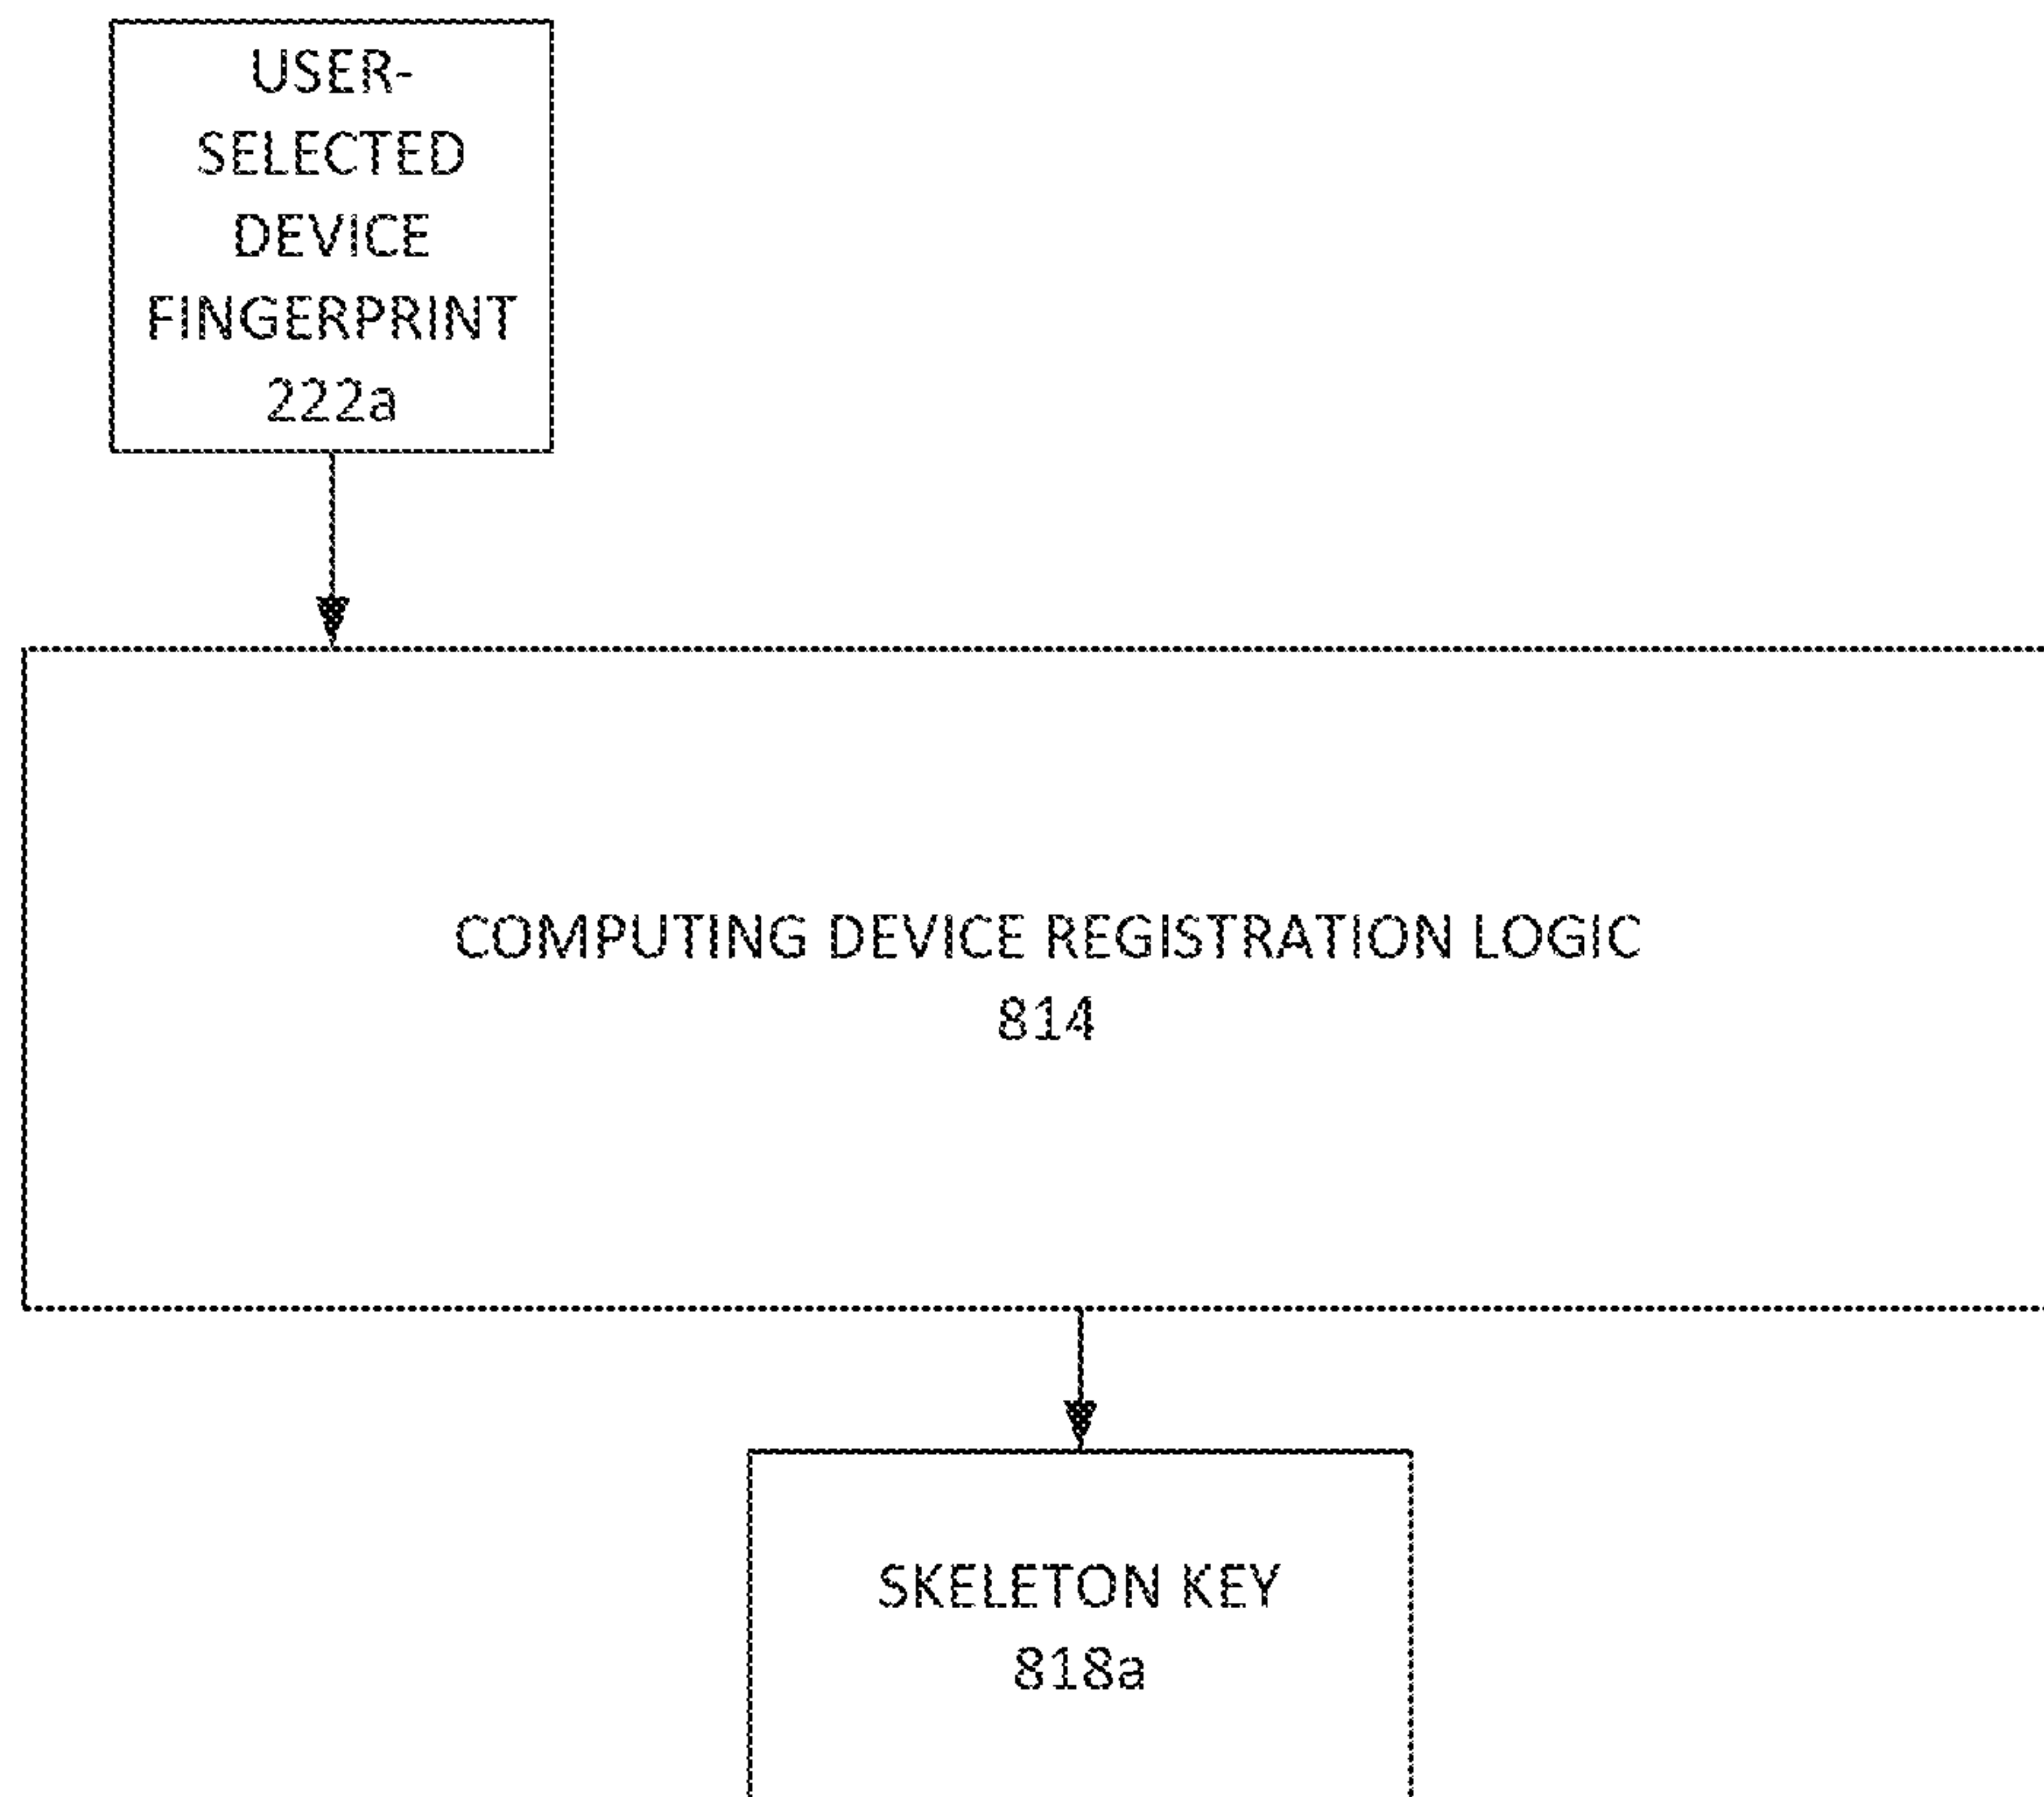 USER-
SELECTED
DEVICE
FINGERPRINT
222a
COMPUTING DEVICE REGISTRATION LOGIC
814
SKELETON KEY
818a